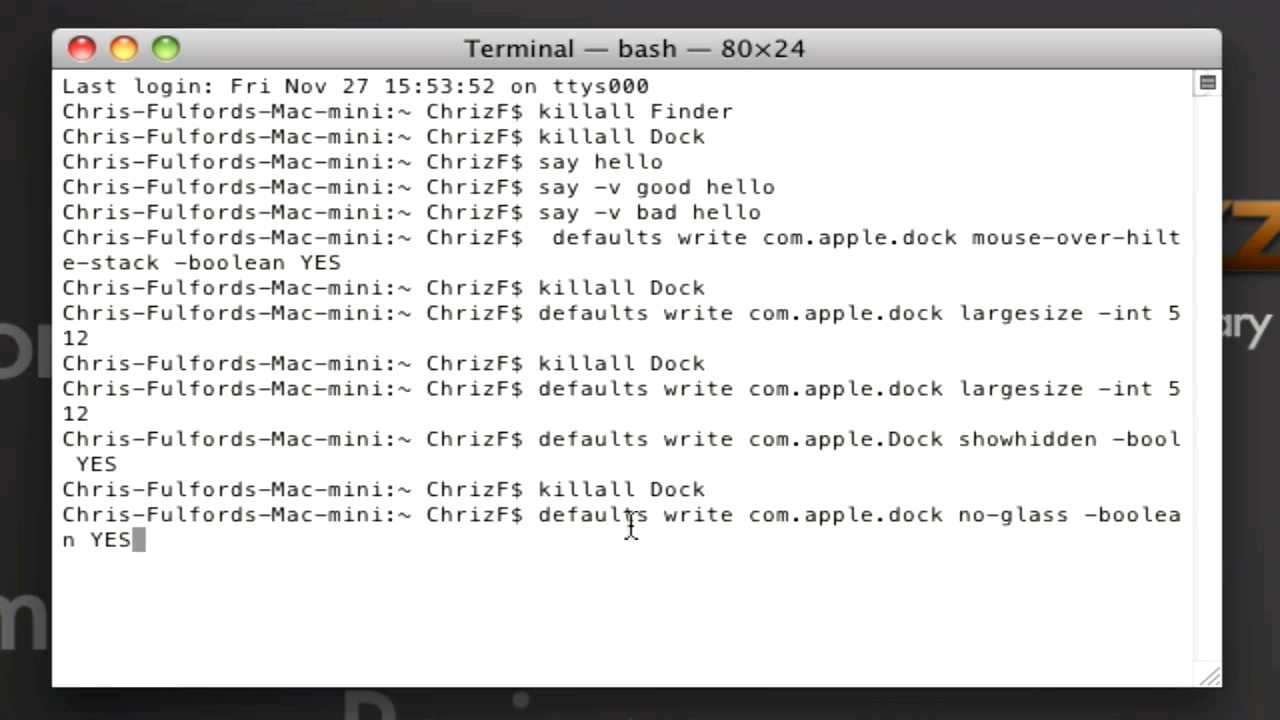 Terminal — bash — 80×24
Last login: Fri Nov 27 15:53:52 on ttys000
Chris-Fulfords-Mac-mini:~ ChrizF$ killall Finder
Chris-Fulfords-Mac-mini:~ ChrizF$ killall Dock
Chris-Fulfords-Mac-mini:~ ChrizF$ say hello
Chris-Fulfords-Mac-mini:~ ChrizF$ say -v good hello
Chris-Fulfords-Mac-mini:~ ChrizF$ say -v bad hello
Chris-Fulfords-Mac-mini:~ ChrizF$  defaults write com.apple.dock mouse-over-hilt
e-stack -boolean YES
Chris-Fulfords-Mac-mini:~ ChrizF$ killall Dock
Chris-Fulfords-Mac-mini:~ ChrizF$ defaults write com.apple.dock largesize -int 5
12
Chris-Fulfords-Mac-mini:~ ChrizF$ killall Dock
Chris-Fulfords-Mac-mini:~ ChrizF$ defaults write com.apple.dock largesize -int 5
12
Chris-Fulfords-Mac-mini:~ ChrizF$ defaults write com.apple.Dock showhidden -bool
 YES
Chris-Fulfords-Mac-mini:~ ChrizF$ killall Dock
Chris-Fulfords-Mac-mini:~ ChrizF$ defaults write com.apple.dock no-glass -boolea
n YES